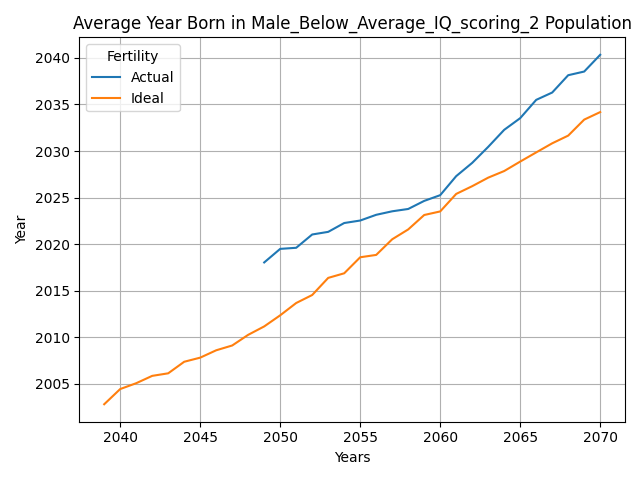 Average Year Born in Male_Below_Average_IQ_scoring_2 Population
Fertility
Actual
Ideal
2040
2035
2030
2025
2020
2015
2010
2005
Year
2040 2045 2050 2055 2060 2065 2070
Years